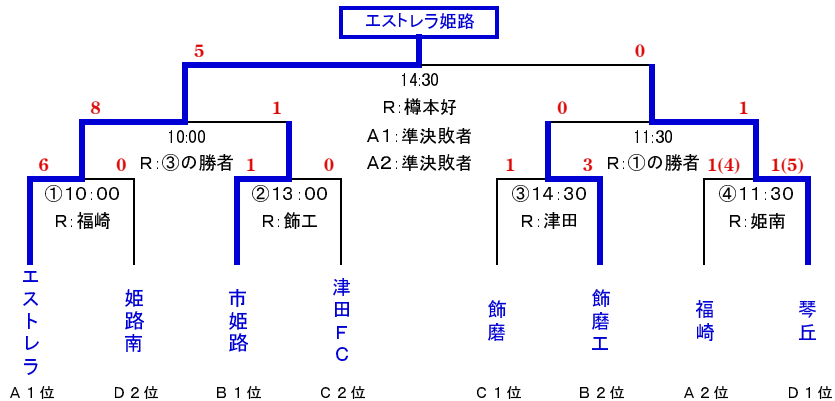 エストレラ姫路
5 0
14:30
R:樽本好
A1:準決敗者
A2:準決敗者
8 1 0 1
10:00 11:30
R:③の勝者 R:①の勝者
6 0 1 0 1 3 1(4) 1(5)
①10:00 ②13:00 ③14:30 ④11:30
R:福崎 R:飾工 R:津田 R:姫南
エストレラ
姫路南
市姫路
津田FC
飾磨
飾磨工
福崎
琴丘
A1位 D2位 B1位 C2位 C1位 B2位 A2位 D1位